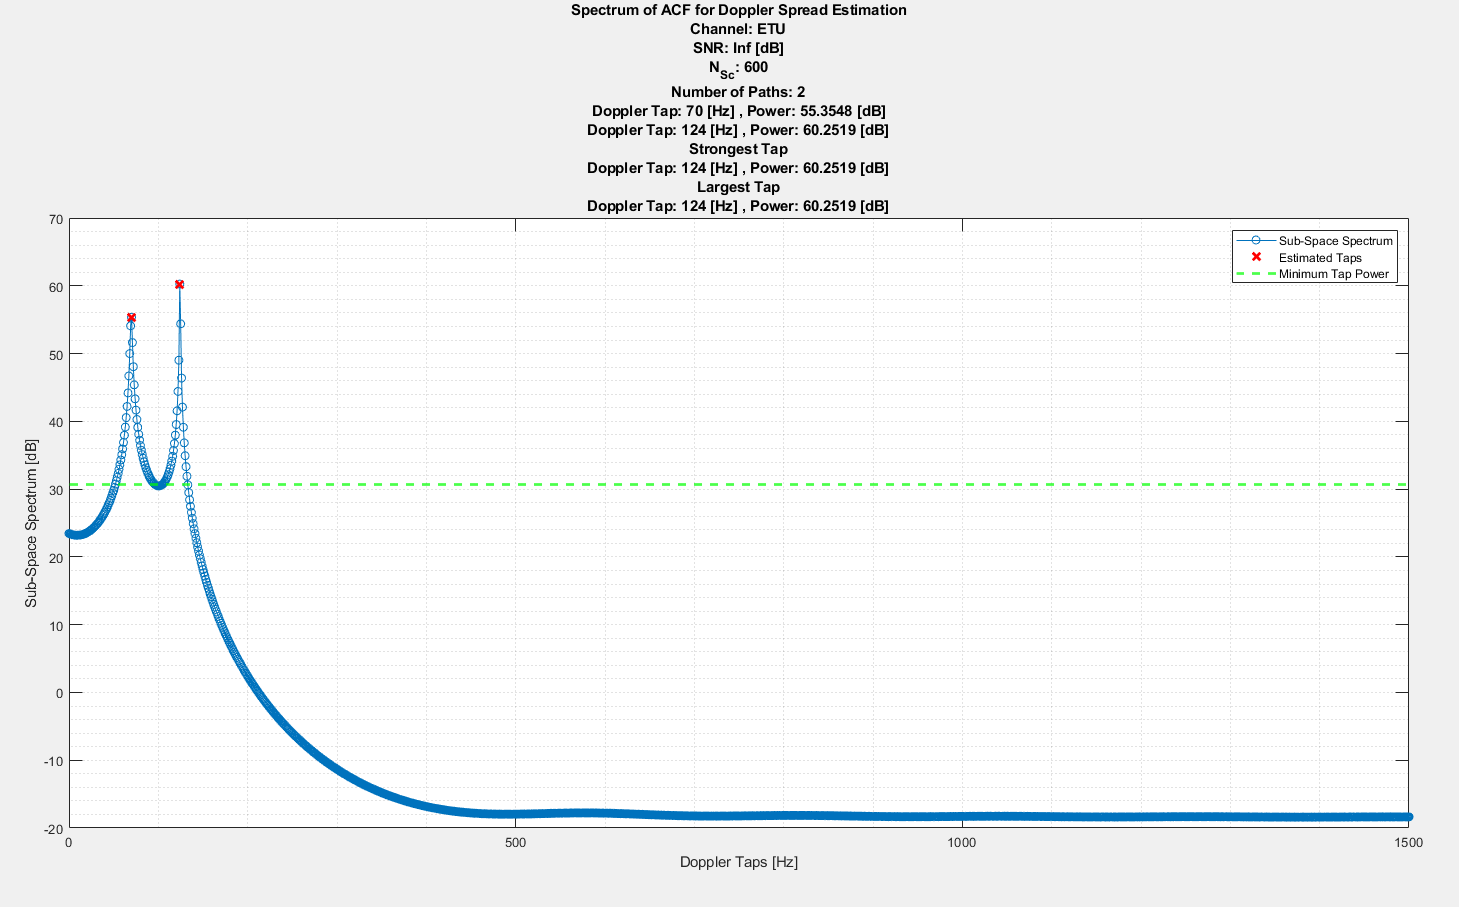 Spectrum of ACF for Doppler Spread Estimation
Channel: ETU
SNR: Inf [dB]
N_Sc: 600
Number of Paths: 2
Doppler Tap: 70 [Hz] , Power: 55.3548 [dB]
Doppler Tap: 124 [Hz] , Power: 60.2519 [dB]
Strongest Tap
Doppler Tap: 124 [Hz] , Power: 60.2519 [dB]
Largest Tap
Doppler Tap: 124 [Hz] , Power: 60.2519 [dB]
Sub-Space Spectrum
Estimated Taps
Minimum Tap Power
Sub-Space Spectrum [dB]
70
60
50
40
30
20
10
0
-10
-20
0
500
1000
1500
Doppler Taps [Hz]